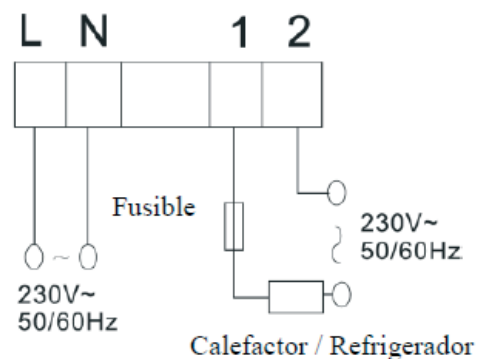 L N 1 2
Fusible
230V~
50/60Hz
~
230V~
50/60Hz
Calefactor / Refrigerador